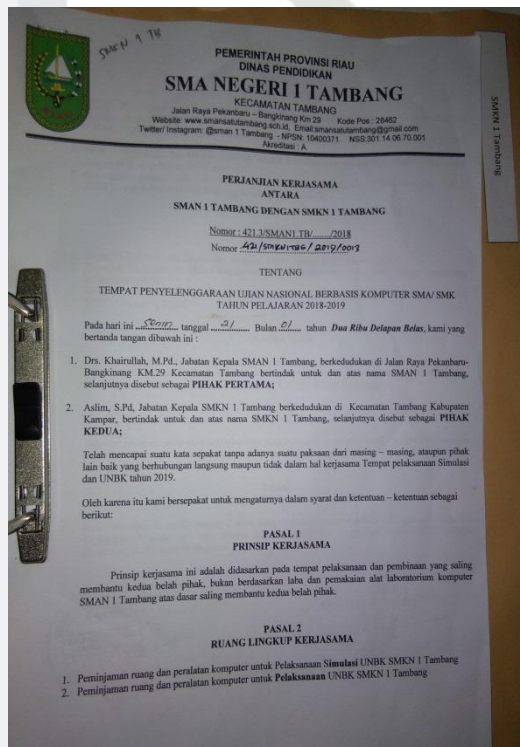 SMKN 1 TB
PEMERINTAH PROVINSI RIAU
DINAS PENDIDIKAN
SMA NEGERI 1 TAMBANG
KECAMATAN TAMBANG
Jalan Raya Pekanbaru – Bangkinang Km 29 Kode Pos : 28462
Website: www.smansatutambang.sch.id, Email:smansatutambang@gmail.com
Twitter/ Instagram: @sman 1 Tambang - NPSN: 10400371 NSS:301.14.06.70.001
Akreditasi : A
SMKN 1 Tambang
PERJANJIAN KERJASAMA
ANTARA
SMAN 1 TAMBANG DENGAN SMKN 1 TAMBANG
Nomor : 421.3/SMAN1.TB/......../2018
Nomor : 421/SMKN1TBG/2019/0013
TENTANG
TEMPAT PENYELENGGARAAN UJIAN NASIONAL BERBASIS KOMPUTER SMA/ SMK
TAHUN PELAJARAN 2018-2019
Pada hari ini ..Senin.. tanggal ..21.. Bulan ..01.. tahun Dua Ribu Delapan Belas, kami yang
bertanda tangan dibawah ini :
1. Drs. Khairullah, M.Pd., Jabatan Kepala SMAN 1 Tambang, berkedudukan di Jalan Raya Pekanbaru-
Bangkinang KM.29 Kecamatan Tambang bertindak untuk dan atas nama SMAN 1 Tambang,
selanjutnya disebut sebagai PIHAK PERTAMA;
2. Aslim, S.Pd, Jabatan Kepala SMKN 1 Tambang berkedudukan di Kecamatan Tambang Kabupaten
Kampar, bertindak untuk dan atas nama SMKN 1 Tambang, selanjutnya disebut sebagai PIHAK
KEDUA;
Telah mencapai suatu kata sepakat tanpa adanya suatu paksaan dari masing – masing, ataupun pihak
lain baik yang berhubungan langsung maupun tidak dalam hal kerjasama Tempat pelaksanaan Simulasi
dan UNBK tahun 2019.
Oleh karena itu kami bersepakat untuk mengaturnya dalam syarat dan ketentuan – ketentuan sebagai
berikut:
PASAL 1
PRINSIP KERJASAMA
Prinsip kerjasama ini adalah didasarkan pada tempat pelaksanaan dan pembinaan yang saling
membantu kedua belah pihak, bukan berdasarkan laba dan pemakaian alat laboratorium komputer
SMAN 1 Tambang atas dasar saling membantu kedua belah pihak.
PASAL 2
RUANG LINGKUP KERJASAMA
1. Peminjaman ruang dan peralatan komputer untuk Pelaksanaan Simulasi UNBK SMKN 1 Tambang
2. Peminjaman ruang dan peralatan komputer untuk Pelaksanaan UNBK SMKN 1 Tambang